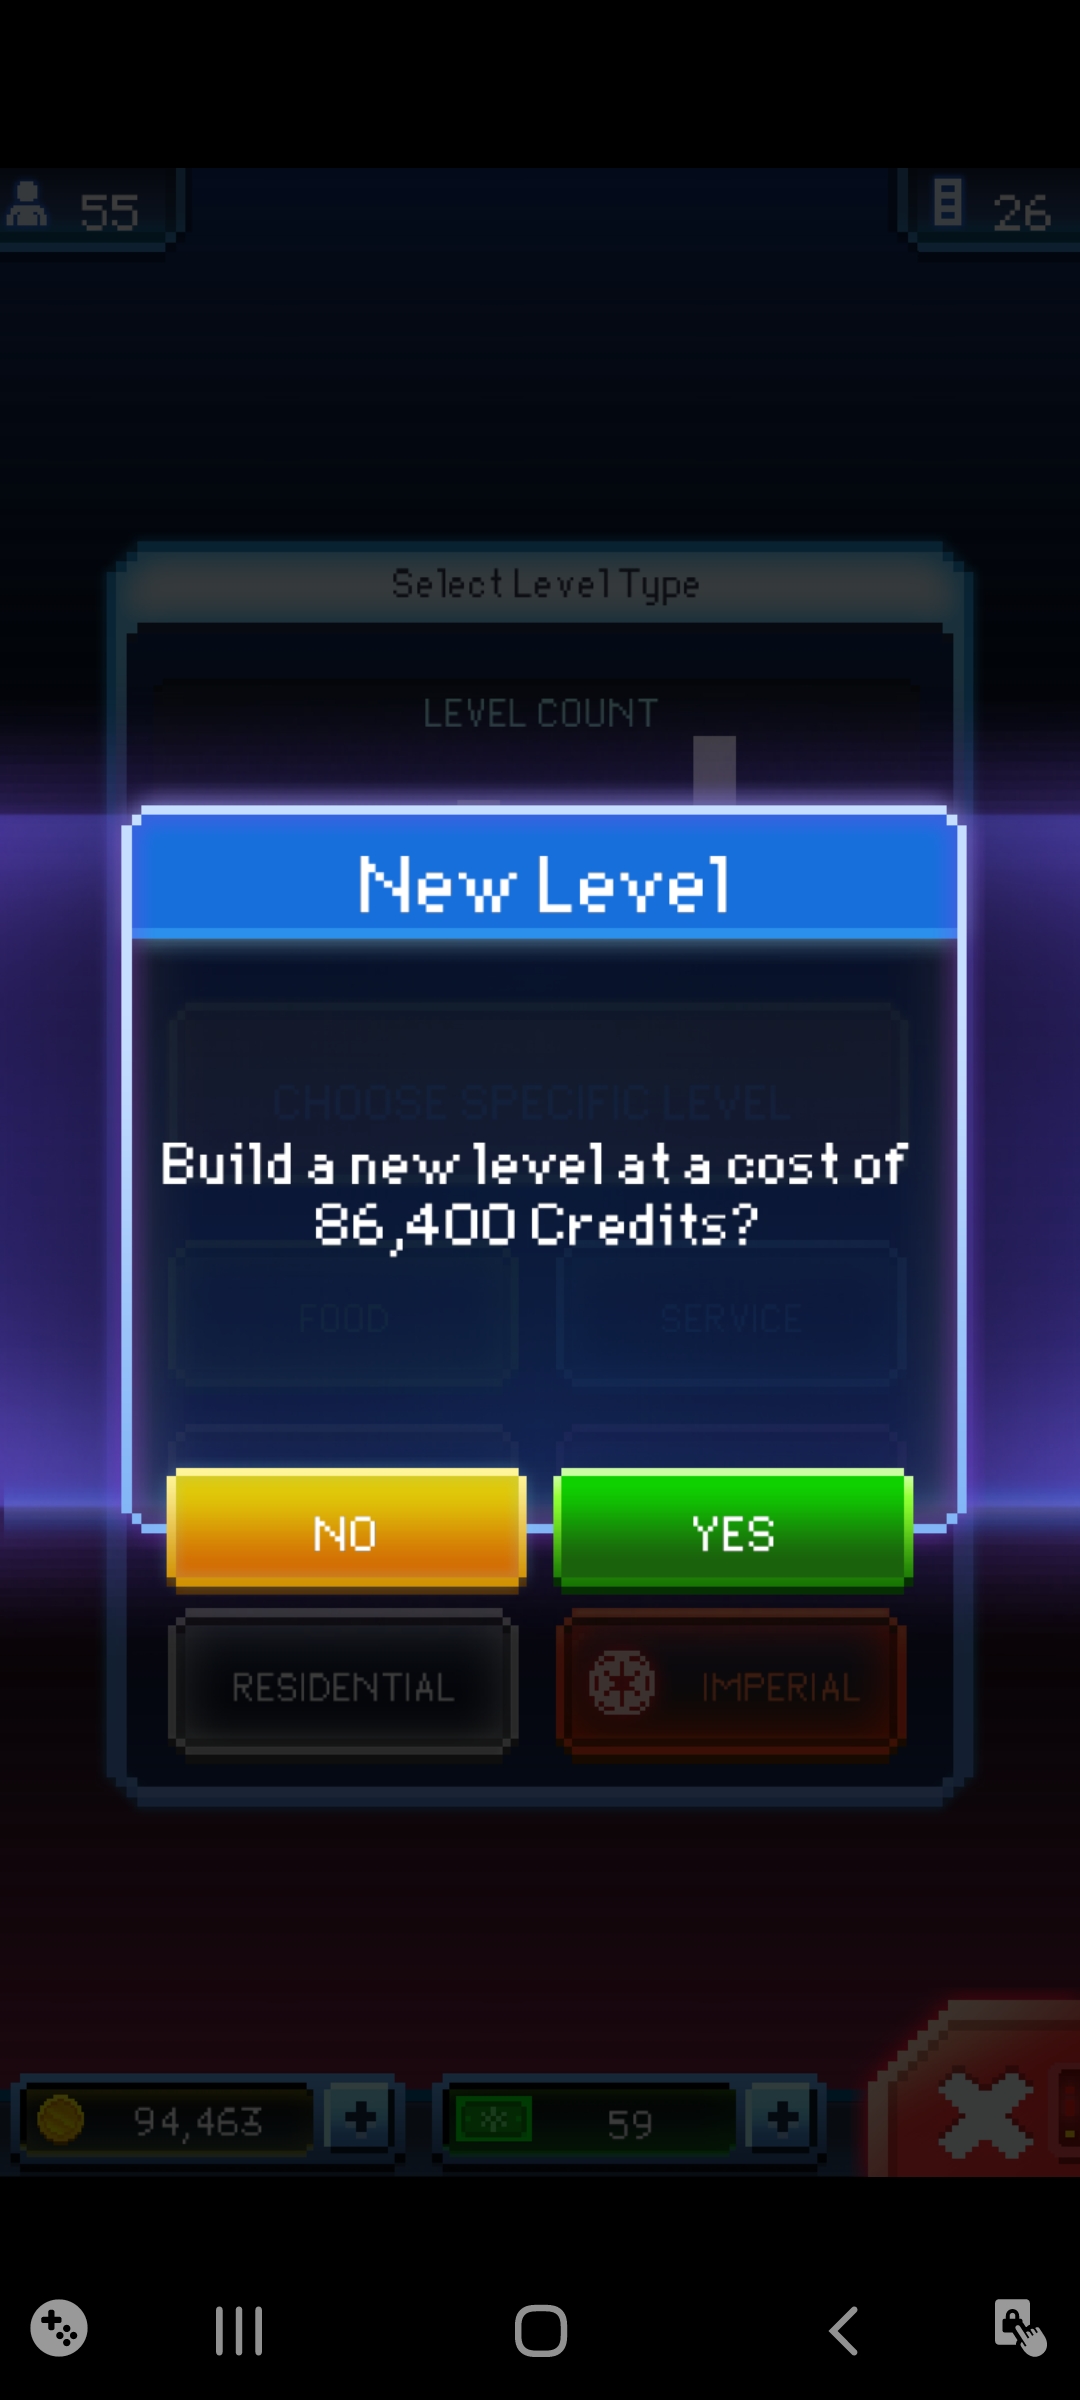 55
26
Select Level Type
LEVEL COUNT
New Level
CHOOSE SPECIFIC LEVEL
Build a new level at a cost of
86,400 Credits?
FOOD
SERVICE
NO
YES
RESIDENTIAL
IMPERIAL
94,463
59